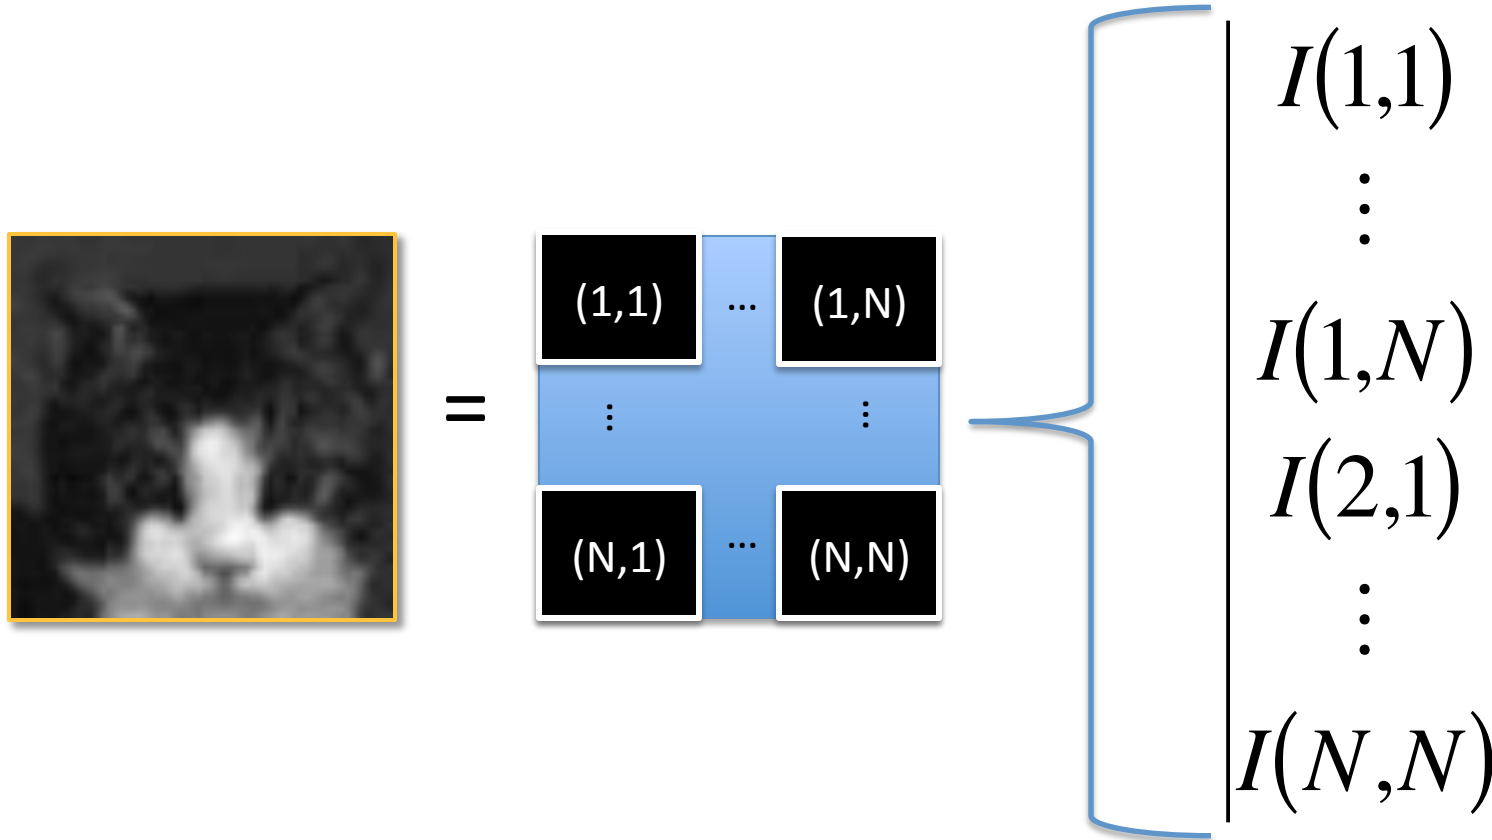 =
(1,1) ... (1,N)
⋮ ⋮
(N,1) ... (N,N)
I(1,1)
⋮
I(1,N)
I(2,1)
⋮
I(N,N)